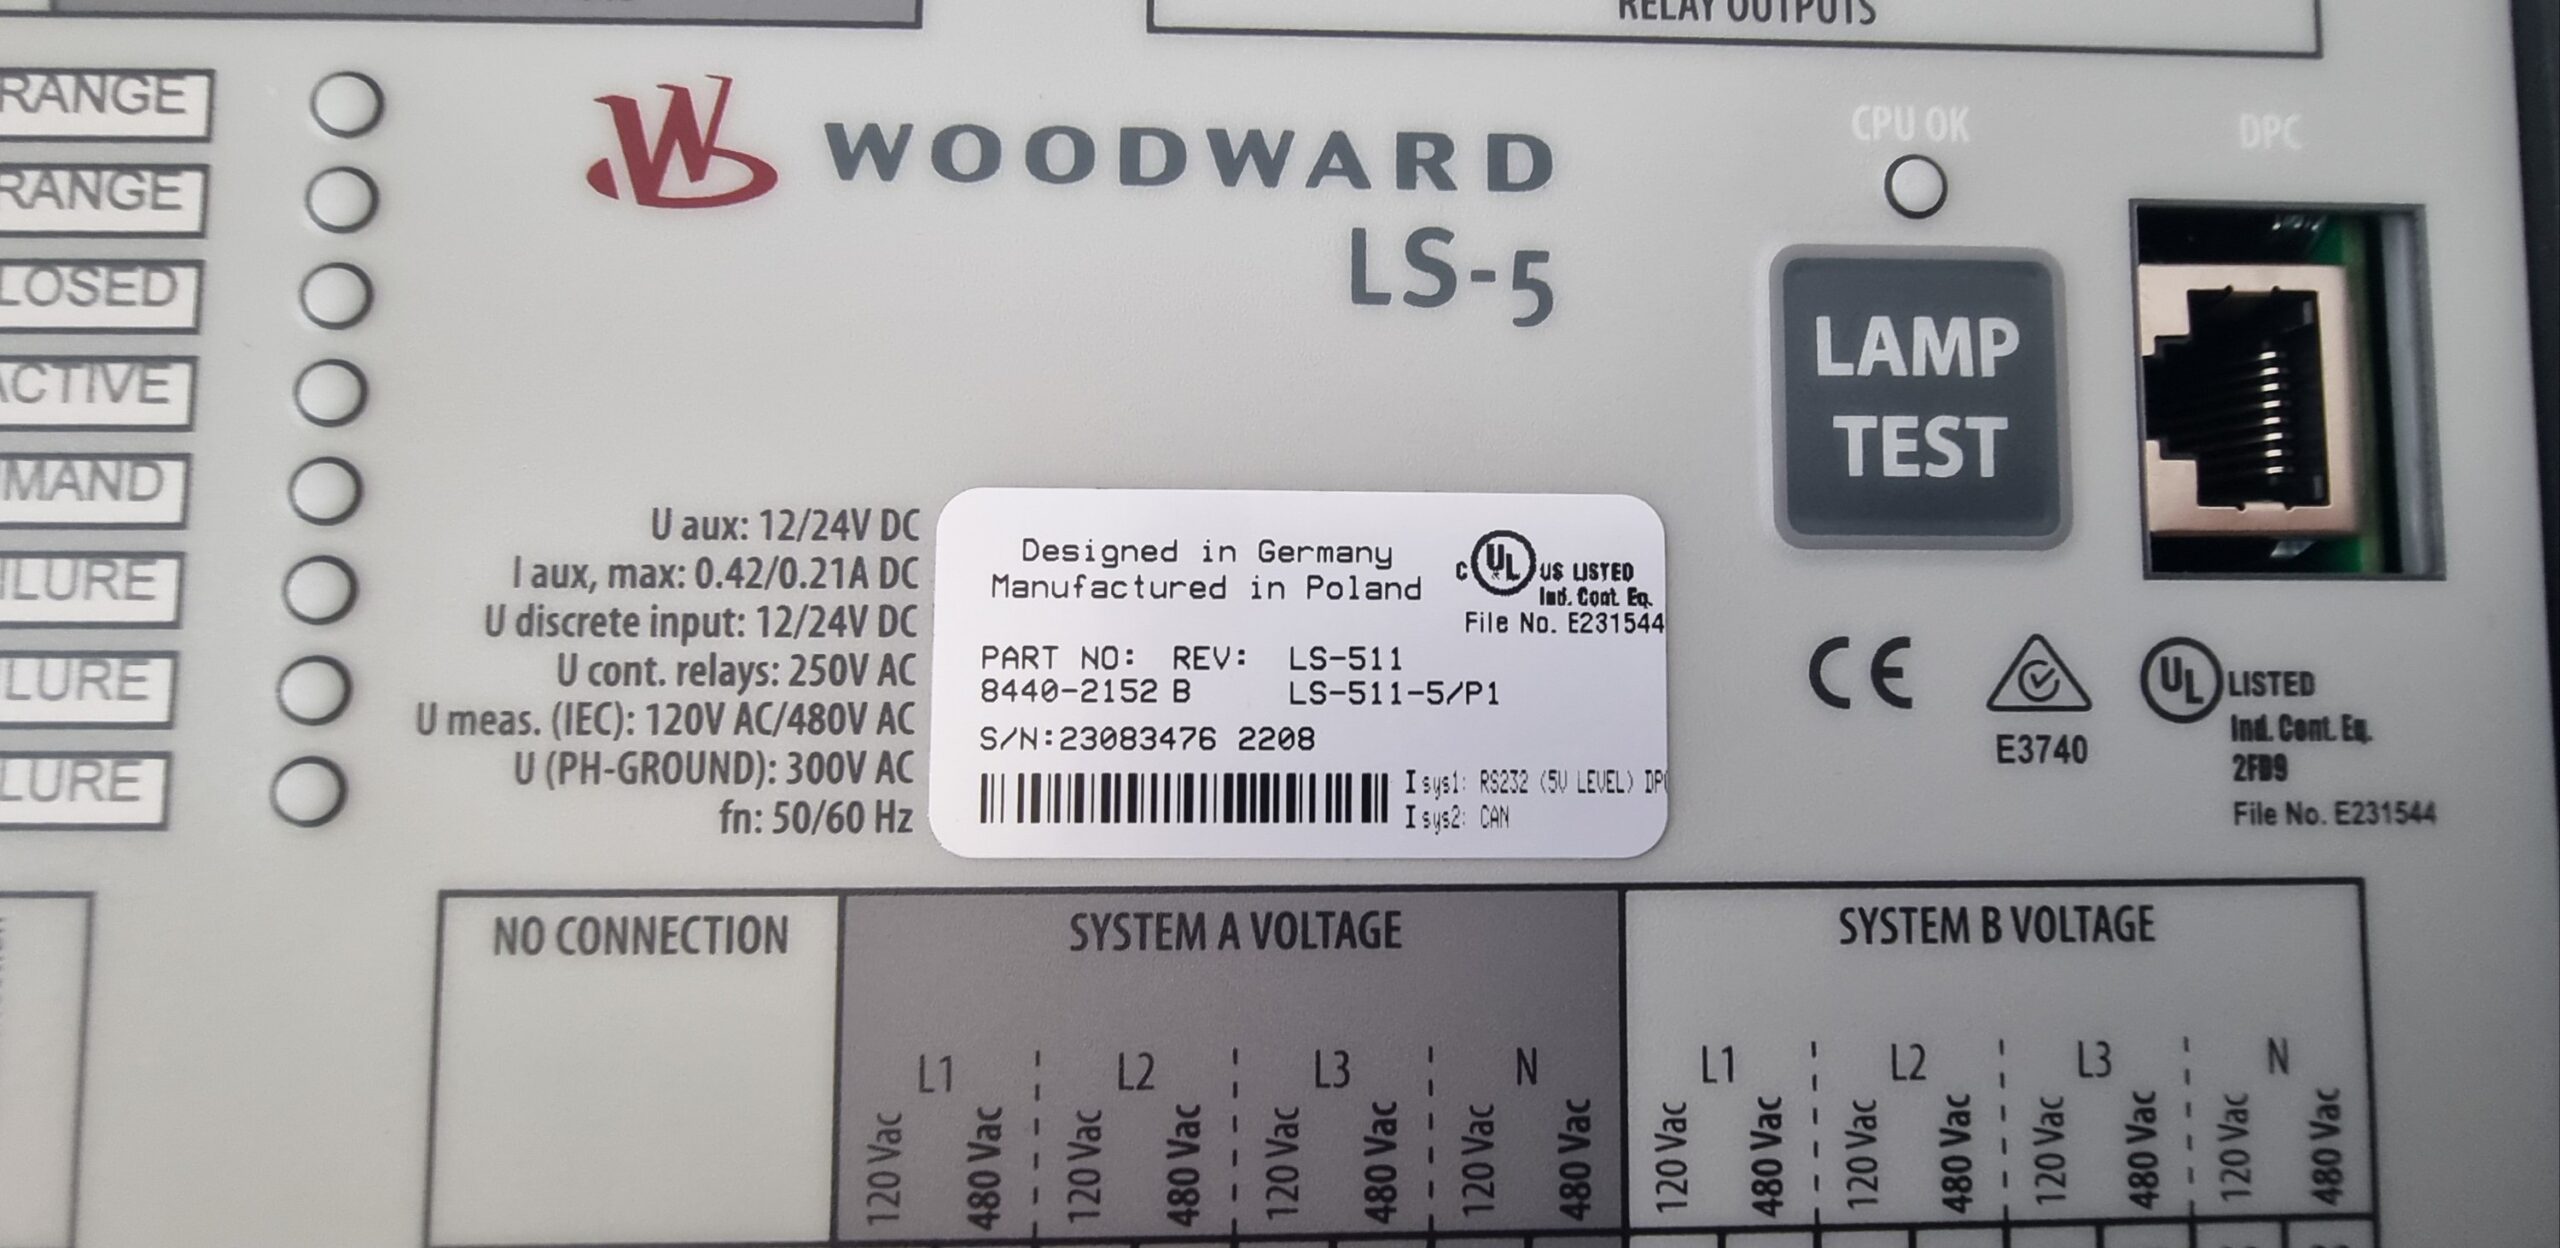 RELAY OUTPUTS
RANGE
RANGE
LOSED
ACTIVE
MAND
ILURE
LURE
LURE
WOODWARD
LS-5
CPU OK
DPC
LAMP
TEST
U aux: 12/24V DC
I aux, max: 0.42/0.21A DC
U discrete input: 12/24V DC
U cont. relays: 250V AC
U meas. (IEC): 120V AC/480V AC
U (PH-GROUND): 300V AC
fn: 50/60 Hz
Designed in Germany
Manufactured in Poland
c UL US LISTED
Ind. Cont. Eq.
File No. E231544
PART NO: REV: LS-511
8440-2152 B LS-511-5/P1
S/N:23083476 2208
I sys1: RS232 (5V LEVEL) DPC
I sys2: CAN
CE
E3740
UL LISTED
Ind. Cont. Eq.
2FB9
File No. E231544
NO CONNECTION
SYSTEM A VOLTAGE
L1 L2 L3 N
120 Vac 480 Vac 120 Vac 480 Vac 120 Vac 480 Vac 120 Vac 480 Vac
SYSTEM B VOLTAGE
L1 L2 L3 N
120 Vac 480 Vac 120 Vac 480 Vac 120 Vac 480 Vac 120 Vac 480 Vac